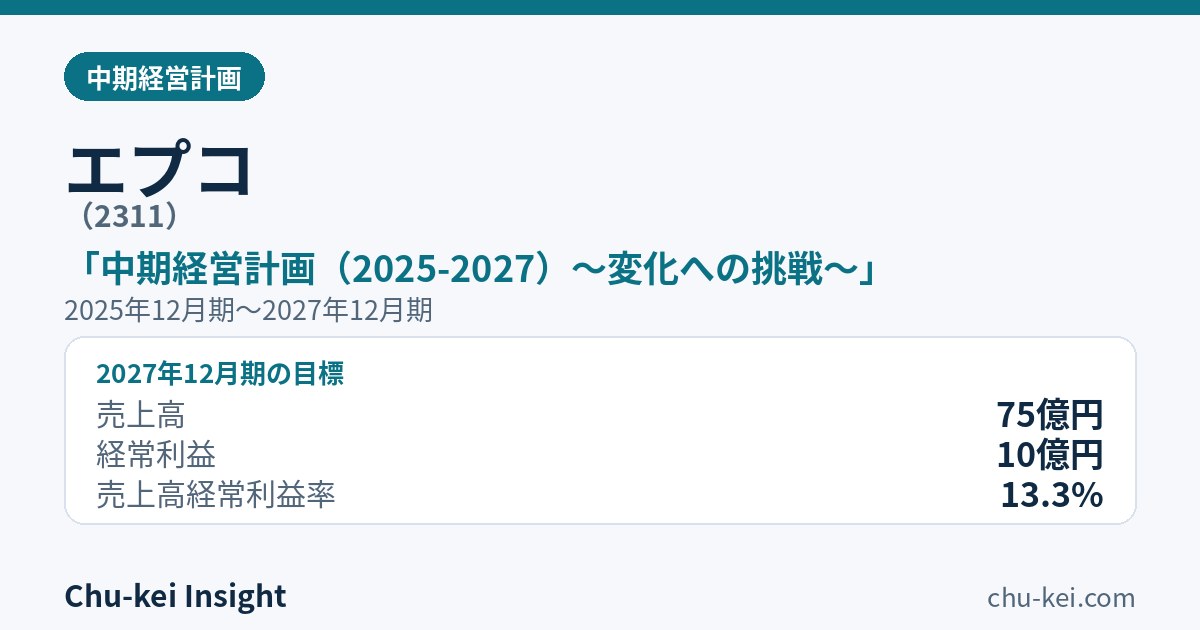 中期経営計画
エプコ
（2311）
「中期経営計画（2025-2027）～変化への挑戦～」
2025年12月期～2027年12月期
2027年12月期の目標
売上高 75億円
経常利益 10億円
売上高経常利益率 13.3%
Chu-kei Insight chu-kei.com